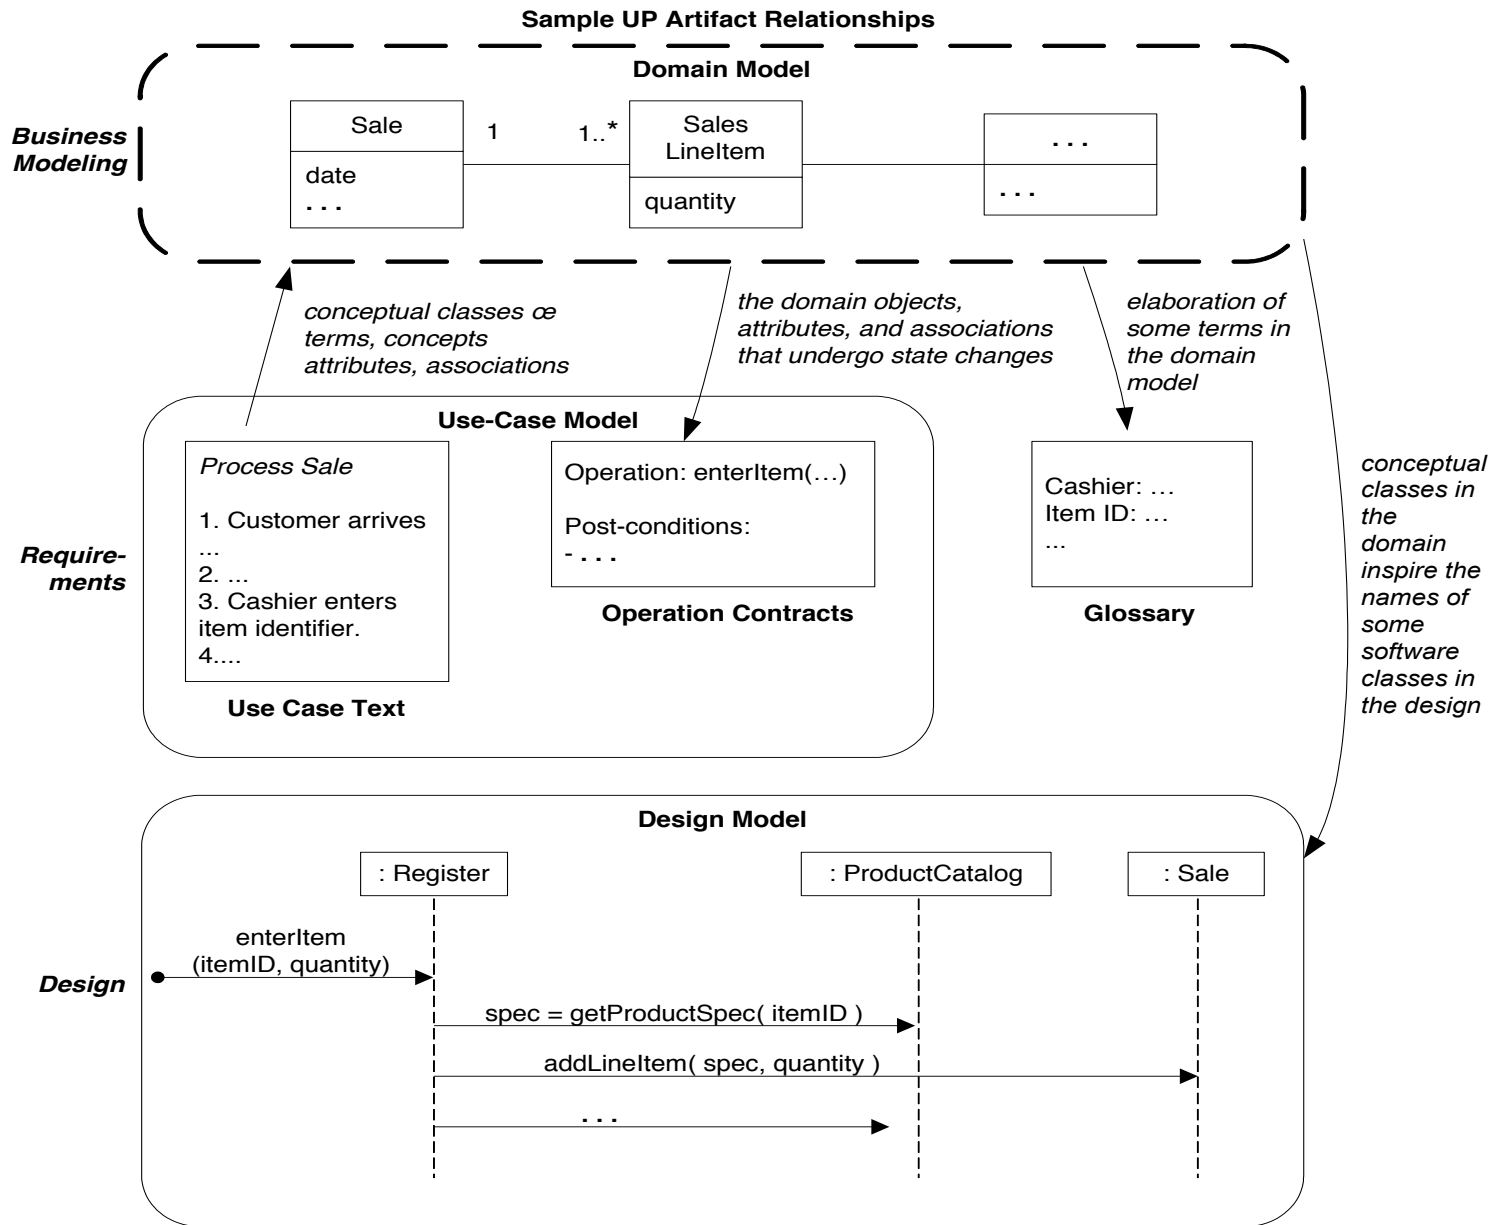 Sample UP Artifact Relationships
Domain Model
Business
Modeling
Sale
1
1..*
Sales
LineItem
. . .
date
. . .
quantity
. . .
conceptual classes œ
terms, concepts
attributes, associations
the domain objects,
attributes, and associations
that undergo state changes
elaboration of
some terms in
the domain
model
Require-
ments
Use-Case Model
Process Sale
1. Customer arrives
...
2. ...
3. Cashier enters
item identifier.
4....
Use Case Text
Operation: enterItem(…)
Post-conditions:
- . . .
Operation Contracts
Cashier: …
Item ID: …
...
Glossary
conceptual
classes in
the
domain
inspire the
names of
some
software
classes in
the design
Design
Design Model
: Register
: ProductCatalog
: Sale
enterItem
(itemID, quantity)
spec = getProductSpec( itemID )
addLineItem( spec, quantity )
. . .